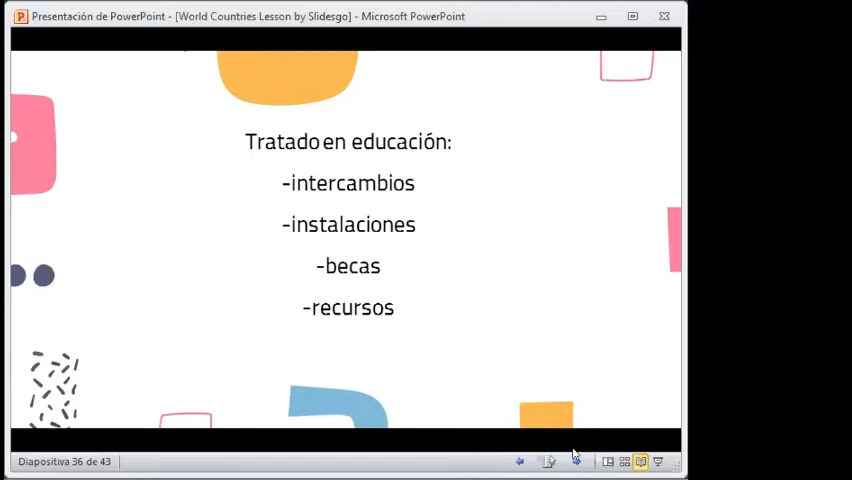 Presentación de PowerPoint - [World Countries Lesson by Slidesgo] - Microsoft PowerPoint
Tratado en educación:
-intercambios
-instalaciones
-becas
-recursos
Diapositiva 36 de 43